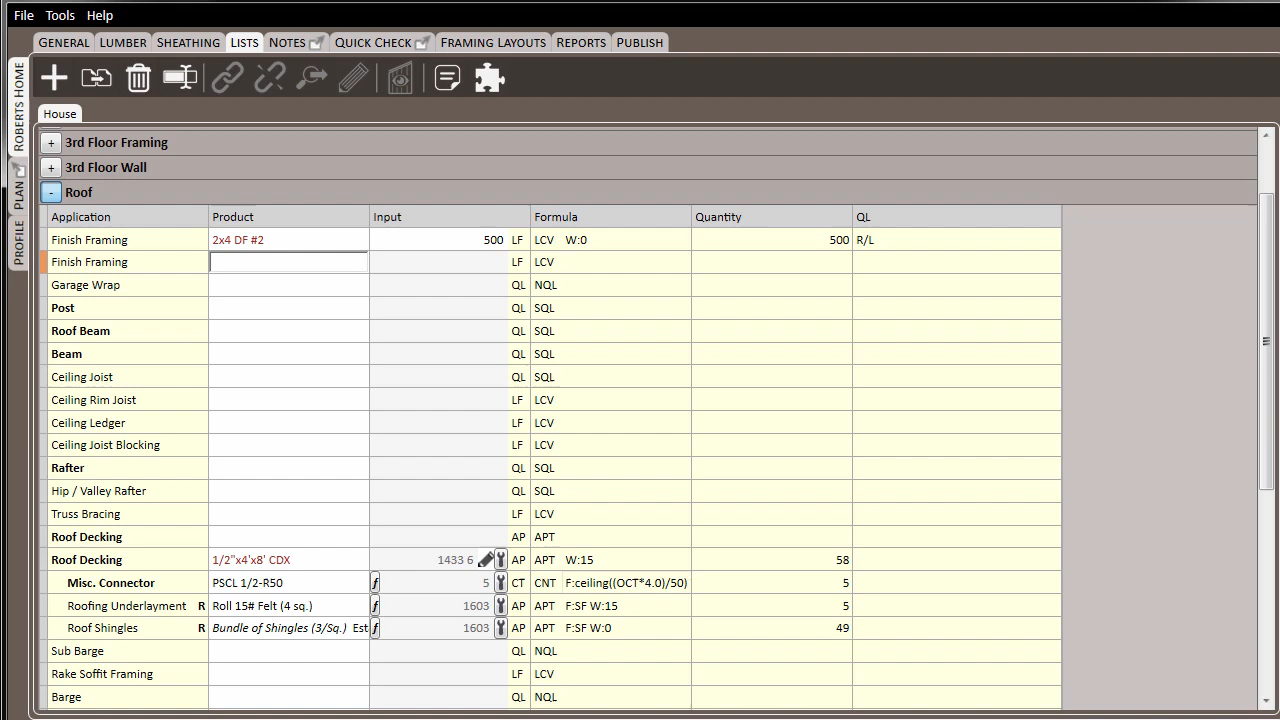 File Tools Help
GENERAL LUMBER SHEATHING LISTS NOTES QUICK CHECK FRAMING LAYOUTS REPORTS PUBLISH
ROBERTS HOME
PLAN
PROFILE
House
+ 3rd Floor Framing
+ 3rd Floor Wall
- Roof
Application Product Input Formula Quantity QL
Finish Framing 2x4 DF #2 500 LF LCV W:0 500 R/L
Finish Framing LF LCV
Garage Wrap QL NQL
Post QL SQL
Roof Beam QL SQL
Beam QL SQL
Ceiling Joist QL SQL
Ceiling Rim Joist LF LCV
Ceiling Ledger LF LCV
Ceiling Joist Blocking LF LCV
Rafter QL SQL
Hip / Valley Rafter QL SQL
Truss Bracing LF LCV
Roof Decking AP APT
Roof Decking 1/2"x4'x8' CDX 1433 6 AP APT W:15 58
Misc. Connector PSCL 1/2-R50 f 5 CT CNT F:ceiling((OCT*4.0)/50) 5
Roofing Underlayment R Roll 15# Felt (4 sq.) f 1603 AP APT F:SF W:15 5
Roof Shingles R Bundle of Shingles (3/Sq.) Est f 1603 AP APT F:SF W:0 49
Sub Barge QL NQL
Rake Soffit Framing LF LCV
Barge QL NQL